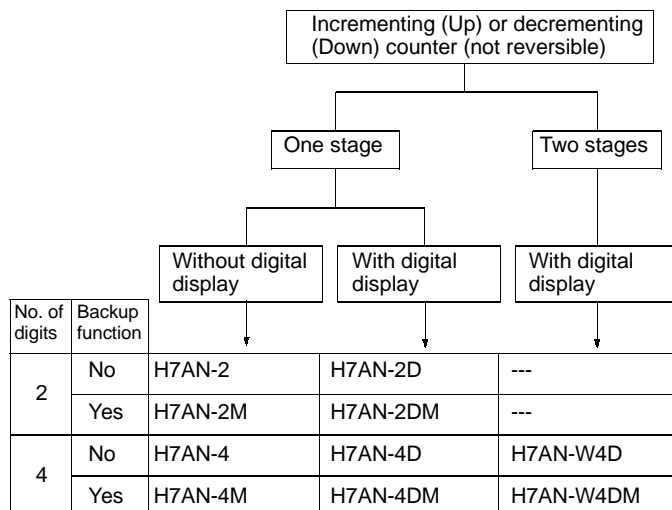 Incrementing (Up) or decrementing
(Down) counter (not reversible)
One stage
Two stages
Without digital
display
With digital
display
With digital
display
No. of
digits
Backup
function
2
No
H7AN-2
H7AN-2D
---
Yes
H7AN-2M
H7AN-2DM
---
4
No
H7AN-4
H7AN-4D
H7AN-W4D
Yes
H7AN-4M
H7AN-4DM
H7AN-W4DM